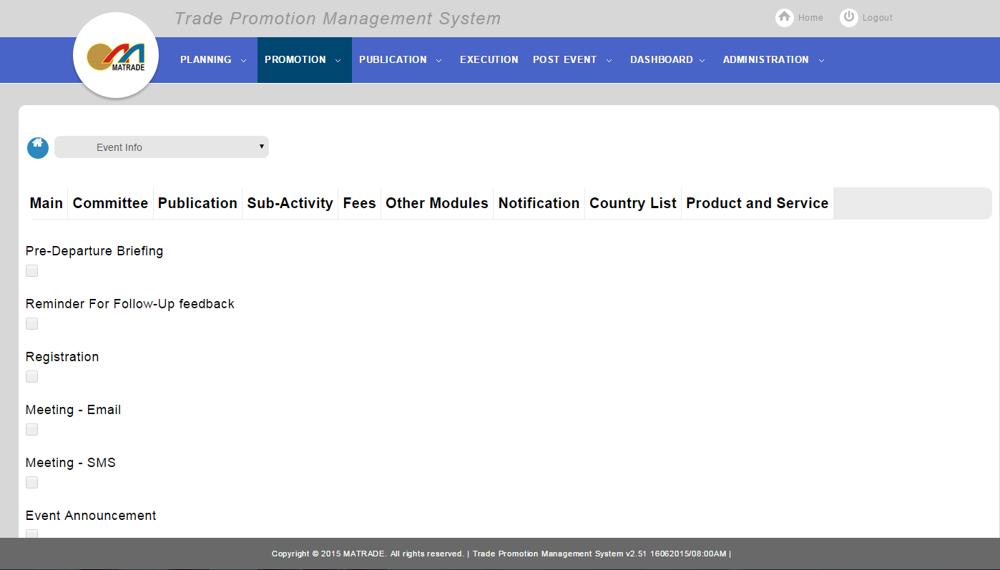 Trade Promotion Management System
Home
Logout
MATRADE
PLANNING
PROMOTION
PUBLICATION
EXECUTION
POST EVENT
DASHBOARD
ADMINISTRATION
Event Info
Main
Committee
Publication
Sub-Activity
Fees
Other Modules
Notification
Country List
Product and Service
Pre-Departure Briefing
Reminder For Follow-Up feedback
Registration
Meeting - Email
Meeting - SMS
Event Announcement
Copyright © 2015 MATRADE. All rights reserved. | Trade Promotion Management System v2.51 16062015/08:00AM |